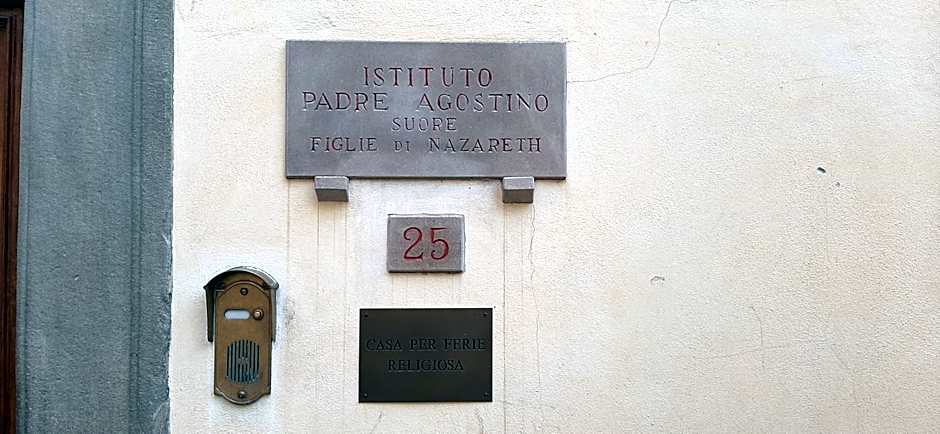 ISTITUTO
PADRE AGOSTINO
SUORE
FIGLIE DI NAZARETH
25
CASA PER FERIE
RELIGIOSA